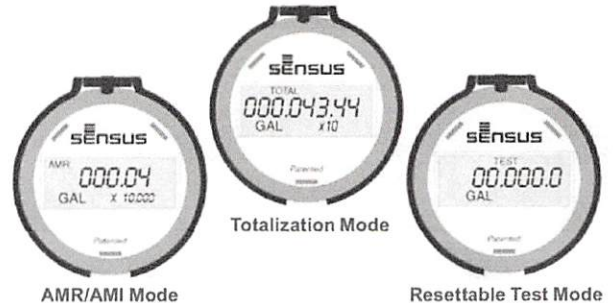 sensus
TOTAL
000.043.44
GAL x10
Patented
Totalization Mode
sensus
AMR
000.04
GAL X 10,000
Patented
AMR/AMI Mode
sensus
TEST
00.000.0
GAL
Patented
Resettable Test Mode